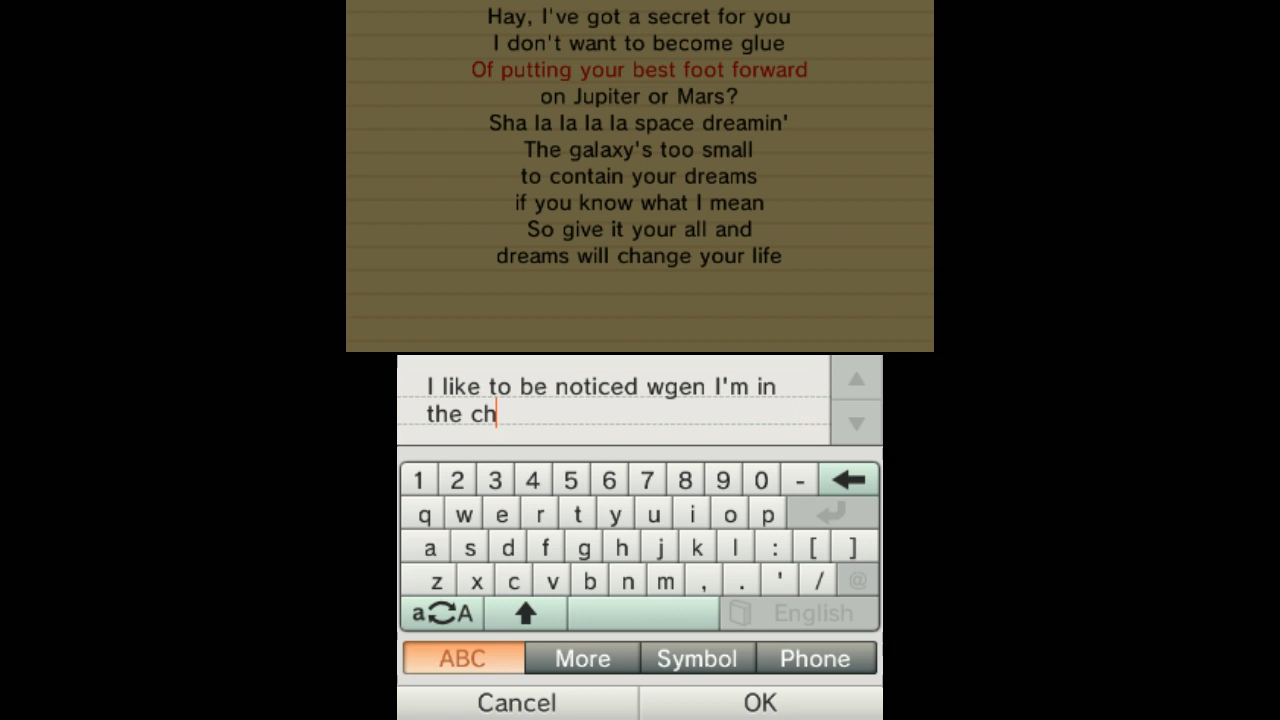 Hay, I've got a secret for you
I don't want to become glue
Of putting your best foot forward
on Jupiter or Mars?
Sha la la la la space dreamin'
The galaxy's too small
to contain your dreams
if you know what I mean
So give it your all and
dreams will change your life
I like to be noticed wgen I'm in
the ch
1 2 3 4 5 6 7 8 9 0 -
q w e r t y u i o p
a s d f g h j k l : [ ]
z x c v b n m , . ' / @
a A English
ABC More Symbol Phone
Cancel OK